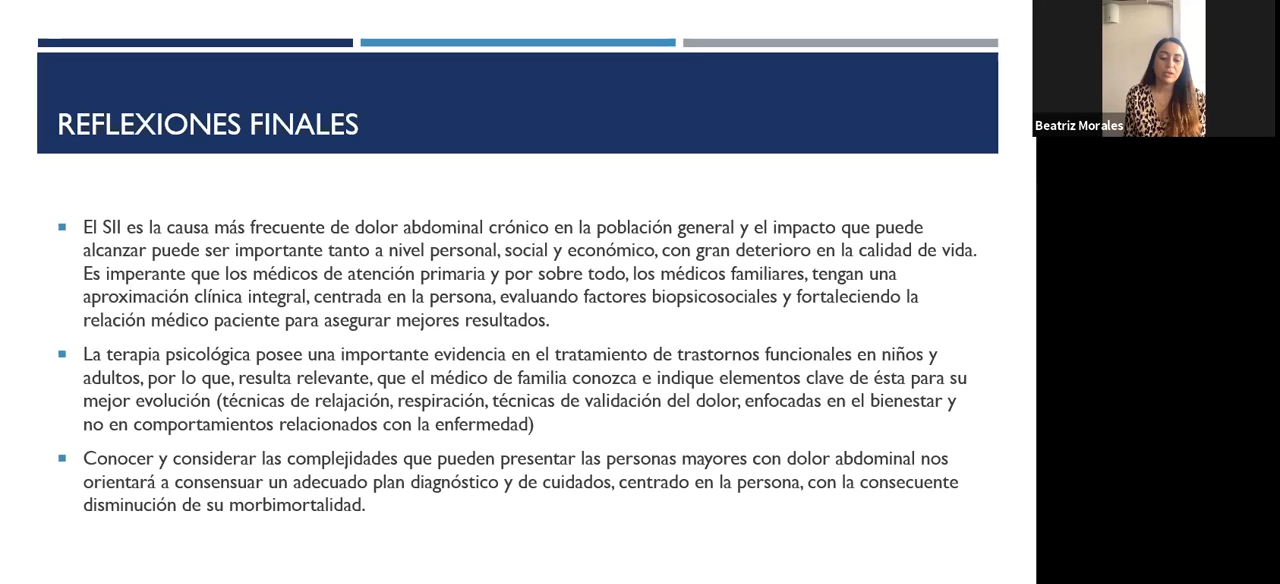 REFLEXIONES FINALES
El SII es la causa más frecuente de dolor abdominal crónico en la población general y el impacto que puede
alcanzar puede ser importante tanto a nivel personal, social y económico, con gran deterioro en la calidad de vida.
Es imperante que los médicos de atención primaria y por sobre todo, los médicos familiares, tengan una
aproximación clínica integral, centrada en la persona, evaluando factores biopsicosociales y fortaleciendo la
relación médico paciente para asegurar mejores resultados.
La terapia psicológica posee una importante evidencia en el tratamiento de trastornos funcionales en niños y
adultos, por lo que, resulta relevante, que el médico de familia conozca e indique elementos clave de ésta para su
mejor evolución (técnicas de relajación, respiración, técnicas de validación del dolor, enfocadas en el bienestar y
no en comportamientos relacionados con la enfermedad)
Conocer y considerar las complejidades que pueden presentar las personas mayores con dolor abdominal nos
orientará a consensuar un adecuado plan diagnóstico y de cuidados, centrado en la persona, con la consecuente
disminución de su morbimortalidad.
Beatriz Morales